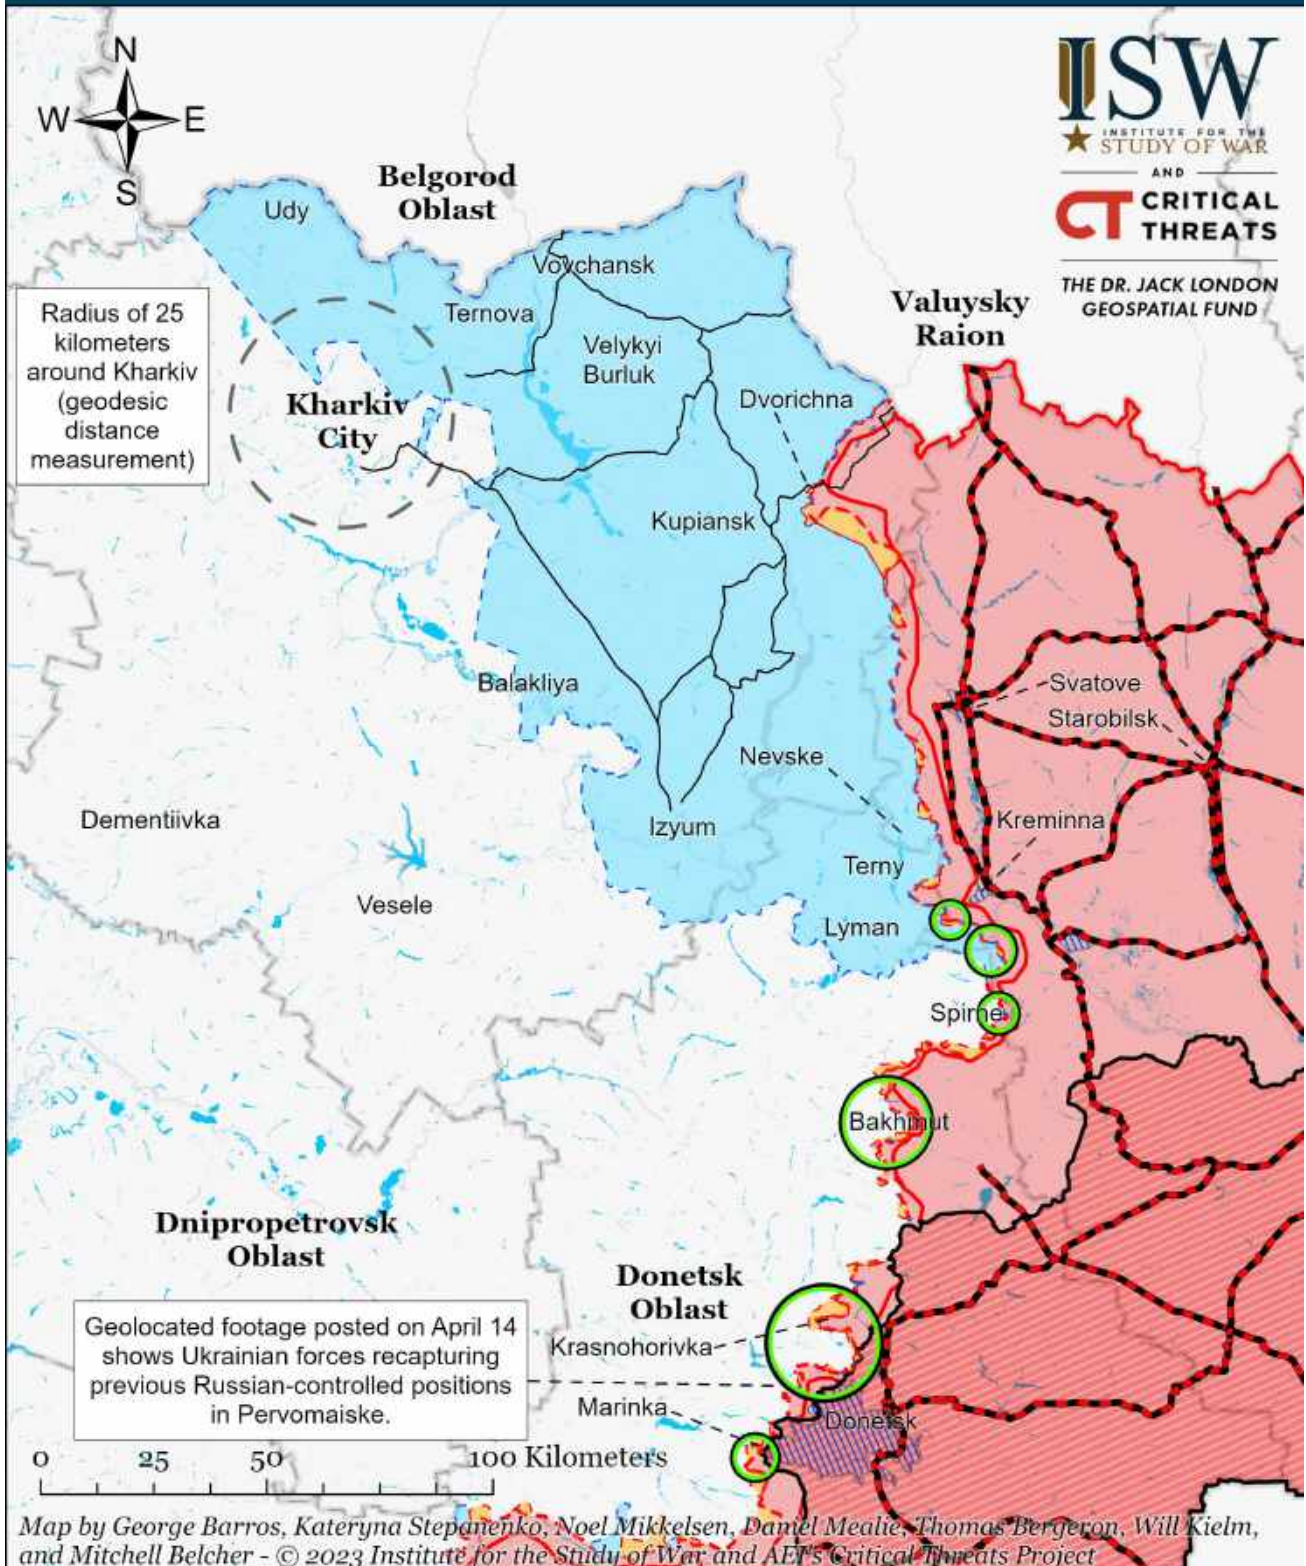 N
W E
S
ISW
INSTITUTE FOR THE
STUDY OF WAR
AND
CT CRITICAL
THREATS
THE DR. JACK LONDON
GEOSPATIAL FUND
Belgorod
Oblast
Udy
Vovchansk
Ternova
Valuysky
Raion
Radius of 25
kilometers
around Kharkiv
(geodesic
distance
measurement)
Velykyi
Burluk
Kharkiv
City
Dvorichna
Kupiansk
Balakliya
Svatove
Starobilsk
Nevske
Dementiivka
Izyum
Kreminna
Terny
Vesele
Lyman
Spirne
Bakhmut
Dnipropetrovsk
Oblast
Donetsk
Oblast
Geolocated footage posted on April 14
shows Ukrainian forces recapturing
previous Russian-controlled positions
in Pervomaiske.
Krasnohorivka
Marinka
Donetsk
0 25 50 100 Kilometers
Map by George Barros, Kateryna Stepanenko, Noel Mikkelsen, Daniel Mealie, Thomas Bergeron, Will Kielm,
and Mitchell Belcher - © 2023 Institute for the Study of War and AEI's Critical Threats Project